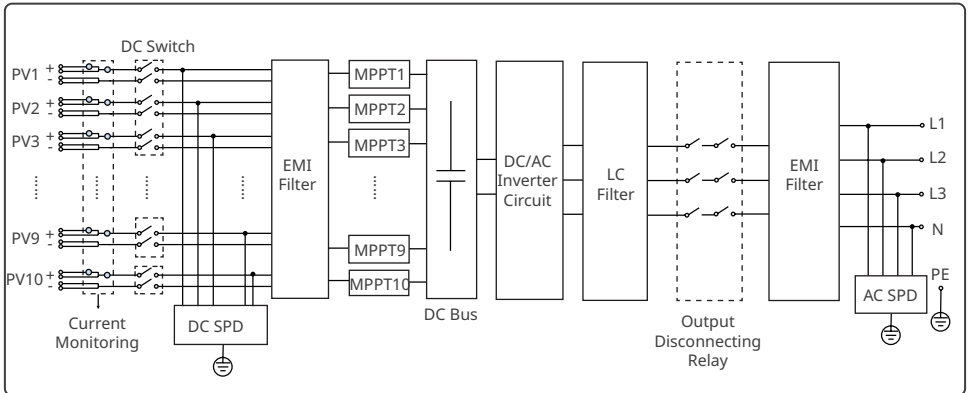 DC Switch
PV1 + -
PV2 + -
PV3 + -
PV9 + -
PV10 + -
Current
Monitoring
DC SPD
EMI
Filter
MPPT1
MPPT2
MPPT3
MPPT9
MPPT10
DC Bus
DC/AC
Inverter
Circuit
LC
Filter
Output
Disconnecting
Relay
EMI
Filter
L1
L2
L3
N
PE
AC SPD